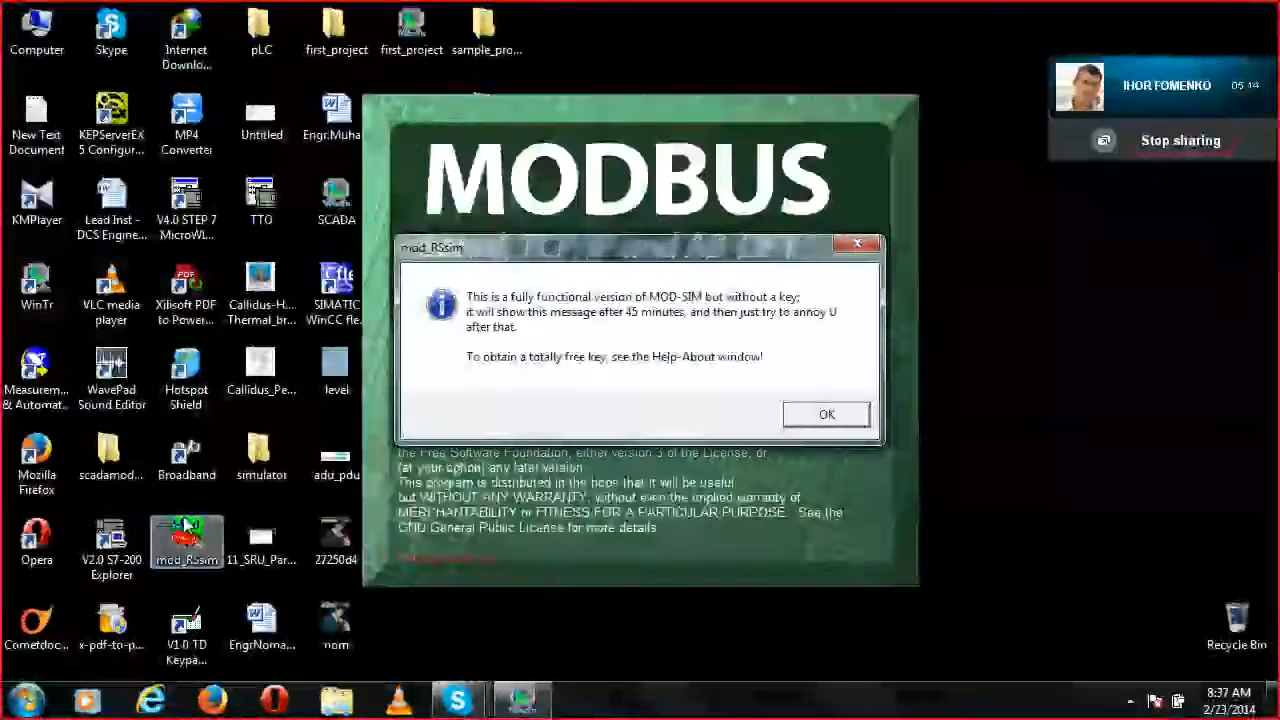 Computer
Skype
Internet
Downlo...
pLC
first_project
first_project
sample_pro...
IHOR FOMENKO
05:14
Stop sharing
New Text
Document
KEPServerEX
5 Configur...
MP4
Converter
Untitled
Engr.Muha
MODBUS
KMPlayer
Lead Inst -
DCS Engine...
V4.0 STEP 7
MicroWI...
TTO
SCADA
mod_RSsim
This is a fully functional version of MOD-SIM but without a key;
it will show this message after 45 minutes, and then just try to annoy U
after that.
To obtain a totally free key, see the Help-About window!
OK
WinTr
VLC media
player
Xilisoft PDF
to Power...
Callidus-H...
Thermal_br...
SIMATIC
WinCC fle...
Measurem...
& Automat...
WavePad
Sound Editor
Hotspot
Shield
Callidus_Pe...
level
Mozilla
Firefox
scadamod...
Broadband
simulator
adu_pdu
the Free Software Foundation, either version 3 of the License, or
(at your option) any later version.
This program is distributed in the hope that it will be useful,
but WITHOUT ANY WARRANTY; without even the implied warranty of
MERCHANTABILITY or FITNESS FOR A PARTICULAR PURPOSE. See the
GNU General Public License for more details
Opera
V2.0 S7-200
Explorer
mod_RSsim
11_SRU_Par...
27250d4
Cometdoc...
x-pdf-to-p...
V1.0 TD
Keypa...
EngrNoma...
mom
Recycle Bin
8:37 AM
2/23/2014